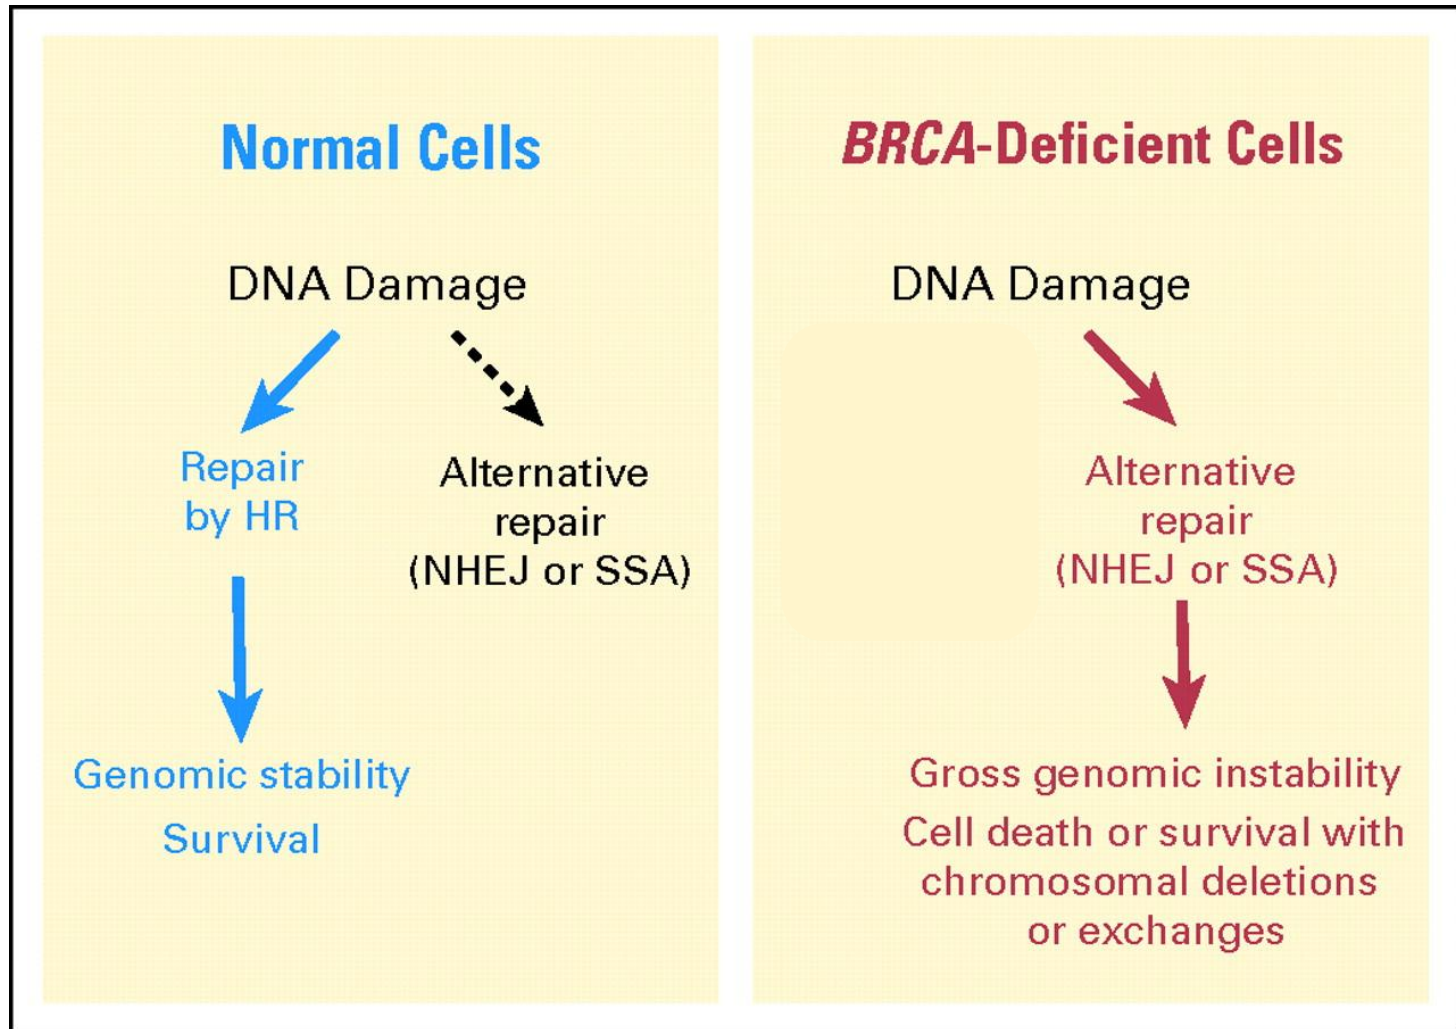 Normal Cells
DNA Damage
Repair
by HR
Alternative
repair
(NHEJ or SSA)
Genomic stability
Survival
BRCA-Deficient Cells
DNA Damage
Alternative
repair
(NHEJ or SSA)
Gross genomic instability
Cell death or survival with
chromosomal deletions
or exchanges